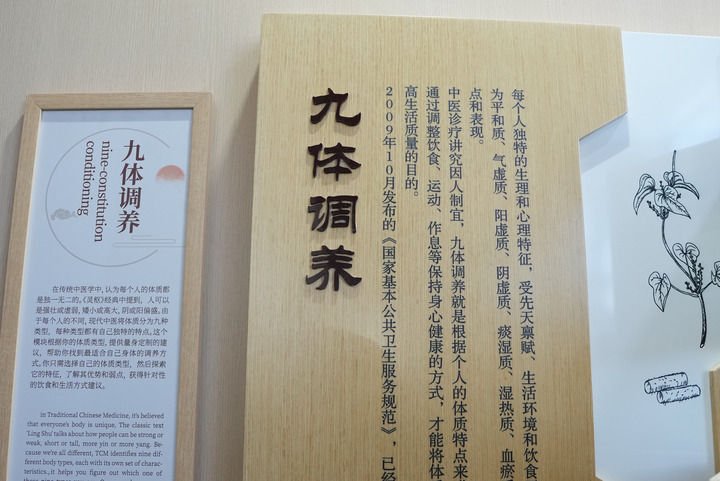 九体调养
nine-constitution
conditioning
在传统中医学中,认为每个人的体质都
是独一无二的,《灵枢》经典中提到,人可以
是强壮或虚弱,矮小或高大,阴或阳偏盛。由
于每个人的不同,现代中医将体质分为九种
类型,每种类型都有自己独特的特点。这个
模块根据你的体质类型,提供量身定制的建
议,帮助你找到最适合自己身体的调养方
式。你只需选择自己的体质类型,然后探索
它的特征,了解其优势和弱点,获得针对性
的饮食和生活方式建议。
in Traditional Chinese Medicine, it's believed
that everyone's body is unique, The classic text
'Ling Shu' talks about how people can be strong or
weak, short or tall, more yin or more yang. Be-
cause we're all different, TCM identifies nine dif-
ferent body types, each with its own set of charac-
teristics., it helps you figure out which one of
九体调养
每个人独特的生理和心理特征,受先天禀赋、生活环境和饮食
为平和质、气虚质、阳虚质、阴虚质、痰湿质、湿热质、血瘀
点和表现。
中医诊疗讲究因人制宜,九体调养就是根据个人的体质特点来
通过调整饮食、运动、作息等保持身心健康的方式,才能将体
高生活质量的目的。
2009年10月发布的《国家基本公共卫生服务规范》,已经